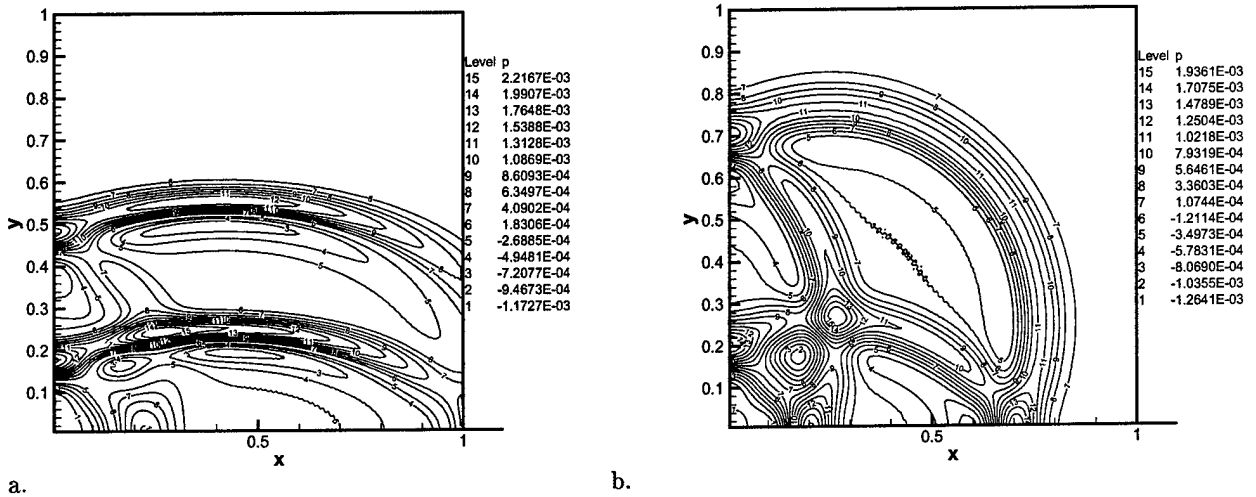 1
0.9
0.8
0.7
0.6
0.5
0.4
0.3
0.2
0.1
y
0.5
1
x
Level p
15 2.2167E-03
14 1.9907E-03
13 1.7648E-03
12 1.5388E-03
11 1.3128E-03
10 1.0869E-03
9 8.6093E-04
8 6.3497E-04
7 4.0902E-04
6 1.8306E-04
5 -2.6885E-04
4 -4.9481E-04
3 -7.2077E-04
2 -9.4673E-04
1 -1.1727E-03
a.
1
0.9
0.8
0.7
0.6
0.5
0.4
0.3
0.2
0.1
y
0.5
1
x
Level p
15 1.9361E-03
14 1.7075E-03
13 1.4789E-03
12 1.2504E-03
11 1.0218E-03
10 7.9319E-04
9 5.6461E-04
8 3.3603E-04
7 1.0744E-04
6 -1.2114E-04
5 -3.4973E-04
4 -5.7831E-04
3 -8.0690E-04
2 -1.0355E-03
1 -1.2641E-03
b.